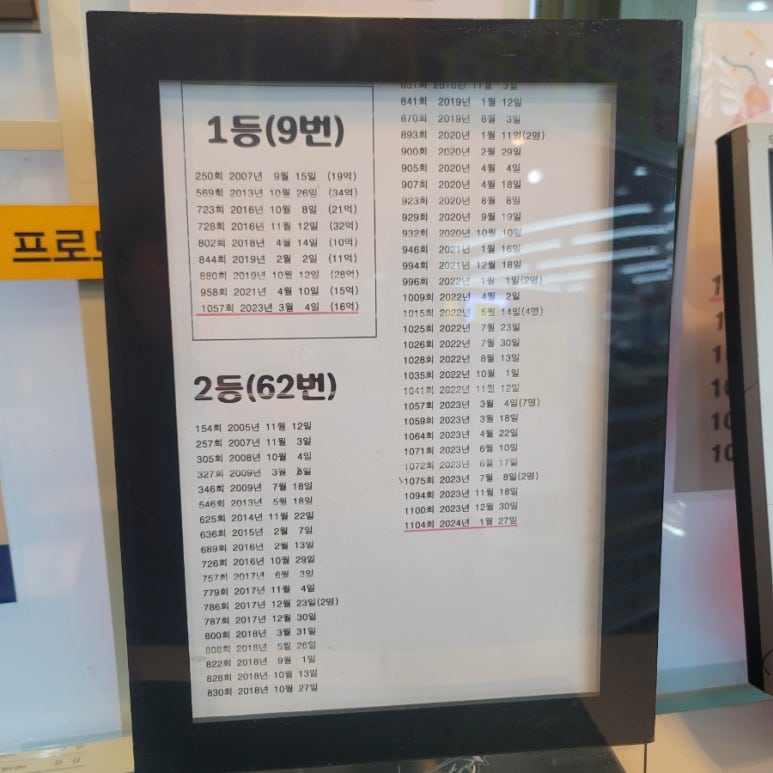 프로
1등(9번)
250회 2007년 9월 15일 (19억)
569회 2013년 10월 26일 (34억)
723회 2016년 10월 8일 (21억)
728회 2016년 11월 12일 (32억)
802회 2018년 4월 14일 (10억)
844회 2019년 2월 2일 (11억)
880회 2019년 10월 12일 (28억)
958회 2021년 4월 10일 (15억)
1057회 2023년 3월 4일 (16억)
2등(62번)
154회 2005년 11월 12일
257회 2007년 11월 3일
305회 2008년 10월 4일
327회 2009년 3월 8일
346회 2009년 7월 18일
546회 2013년 5월 18일
625회 2014년 11월 22일
636회 2015년 2월 7일
689회 2016년 2월 13일
726회 2016년 10월 29일
757회 2017년 6월 3일
779회 2017년 11월 4일
786회 2017년 12월 23일(2명)
787회 2017년 12월 30일
800회 2018년 3월 31일
808회 2018년 5월 26일
822회 2018년 9월 1일
828회 2018년 10월 13일
830회 2018년 10월 27일
831회 2018년 11월 3일
841회 2019년 1월 12일
870회 2019년 8월 3일
893회 2020년 1월 11일(2명)
900회 2020년 2월 29일
905회 2020년 4월 4일
907회 2020년 4월 18일
923회 2020년 8월 8일
929회 2020년 9월 19일
932회 2020년 10월 10일
946회 2021년 1월 16일
994회 2021년 12월 18일
996회 2022년 1월 1일(2명)
1009회 2022년 4월 2일
1015회 2022년 5월 14일(4명)
1025회 2022년 7월 23일
1026회 2022년 7월 30일
1028회 2022년 8월 13일
1035회 2022년 10월 1일
1041회 2022년 11월 12일
1057회 2023년 3월 4일(7명)
1059회 2023년 3월 18일
1064회 2023년 4월 22일
1071회 2023년 6월 10일
1072회 2023년 6월 17일
1075회 2023년 7월 8일(2명)
1094회 2023년 11월 18일
1100회 2023년 12월 30일
1104회 2024년 1월 27일